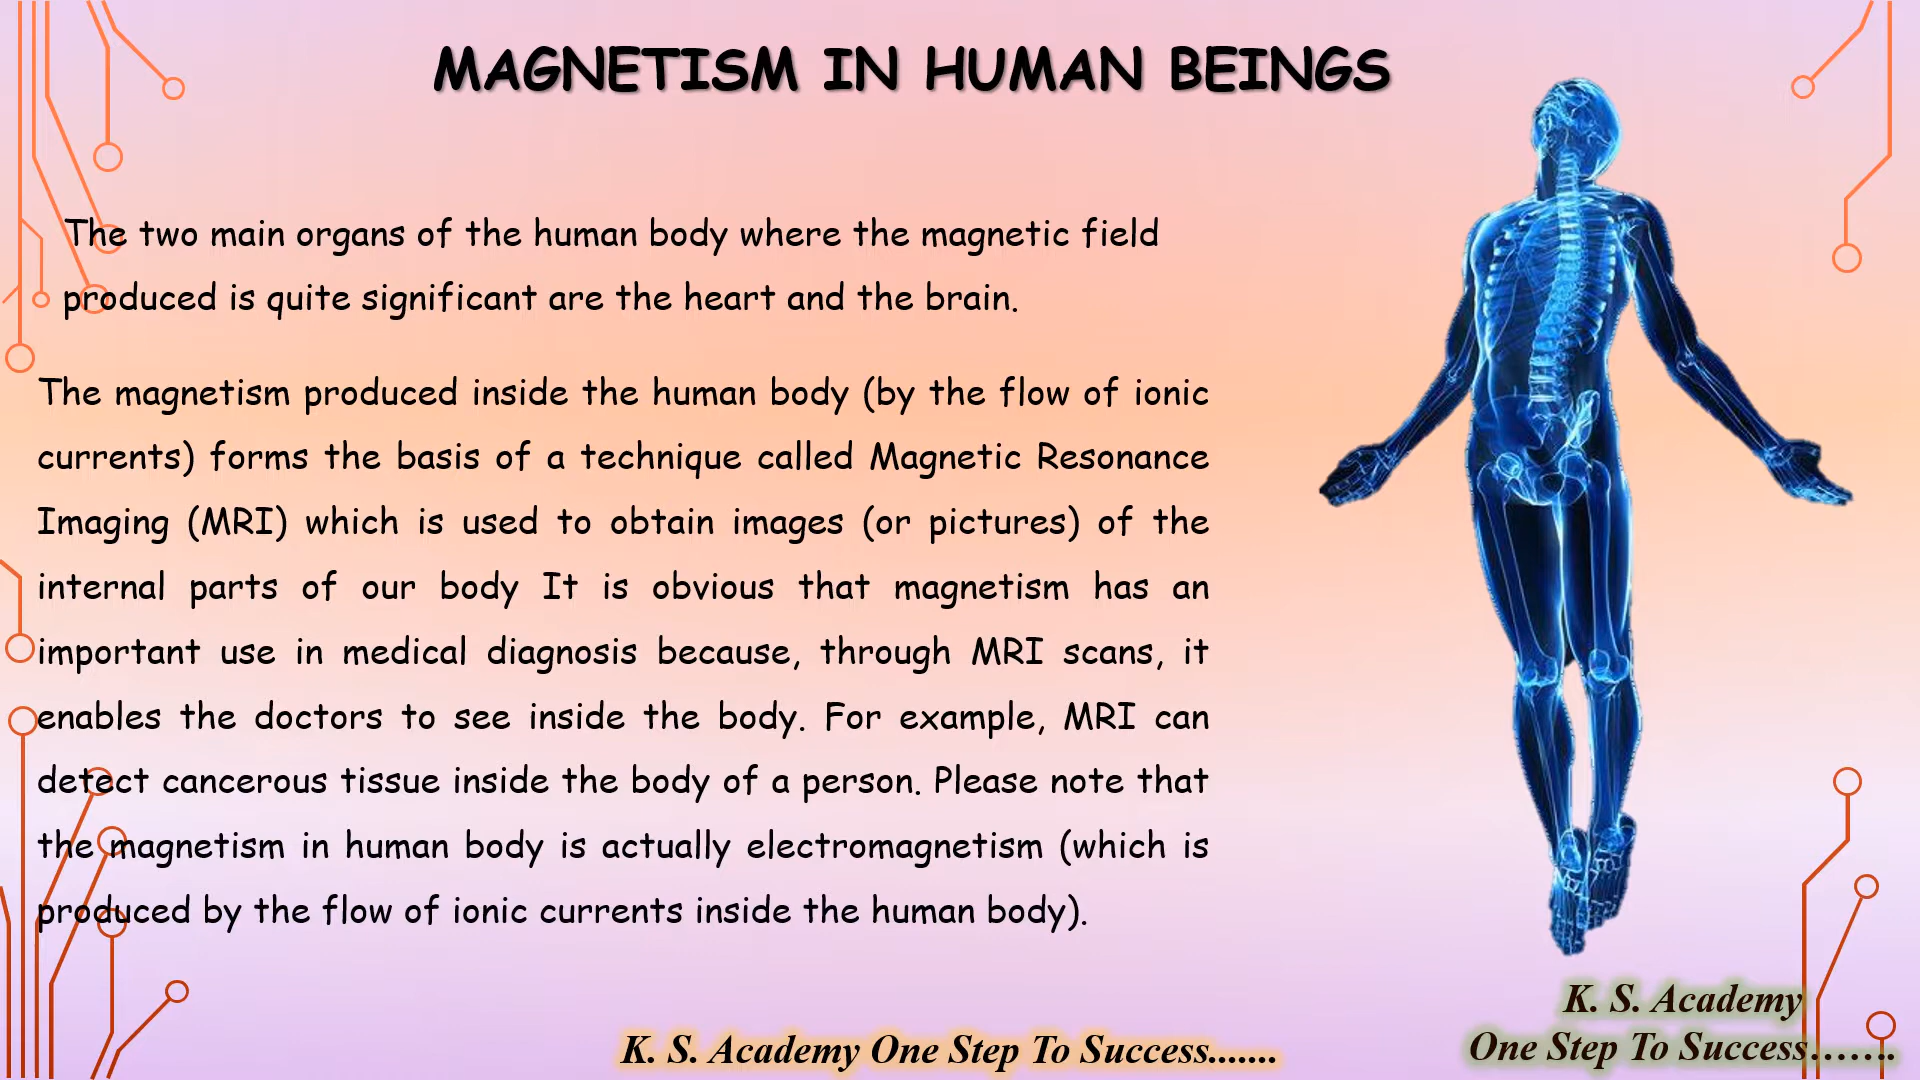 MAGNETISM IN HUMAN BEINGS
The two main organs of the human body where the magnetic field
produced is quite significant are the heart and the brain.
The magnetism produced inside the human body (by the flow of ionic
currents) forms the basis of a technique called Magnetic Resonance
Imaging (MRI) which is used to obtain images (or pictures) of the
internal parts of our body It is obvious that magnetism has an
important use in medical diagnosis because, through MRI scans, it
enables the doctors to see inside the body. For example, MRI can
detect cancerous tissue inside the body of a person. Please note that
the magnetism in human body is actually electromagnetism (which is
produced by the flow of ionic currents inside the human body).
K. S. Academy
One Step To Success…….
K. S. Academy One Step To Success.......